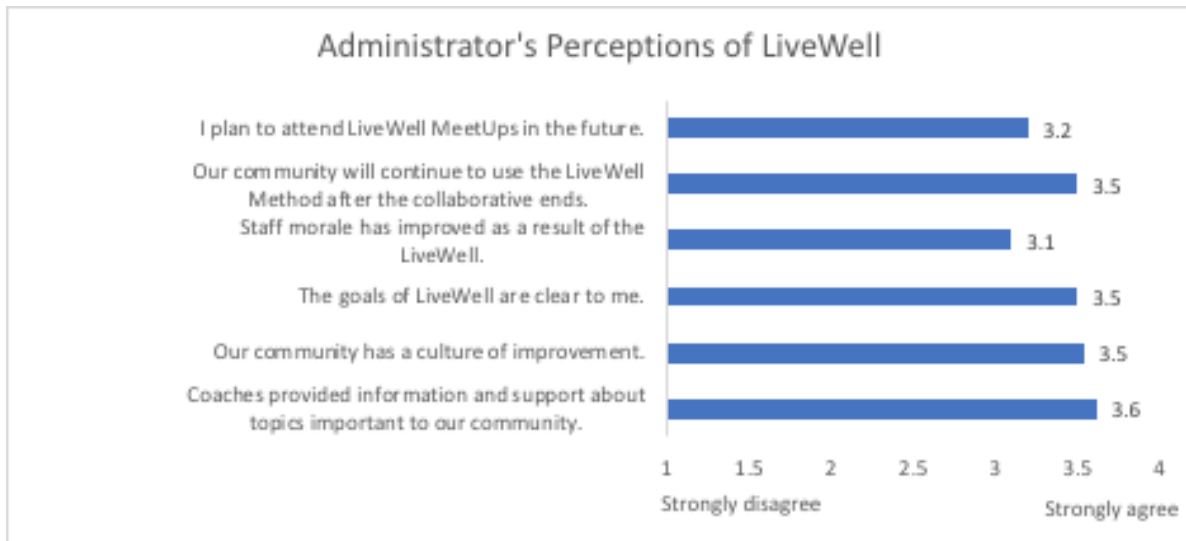 Administrator's Perceptions of LiveWell
I plan to attend LiveWell MeetUps in the future.
3.2
Our community will continue to use the LiveWell
Method after the collaborative ends.
3.5
Staff morale has improved as a result of the
LiveWell.
3.1
The goals of LiveWell are clear to me.
3.5
Our community has a culture of improvement.
3.5
Coaches provided information and support about
topics important to our community.
3.6
1 1.5 2 2.5 3 3.5 4
Strongly disagree Strongly agree